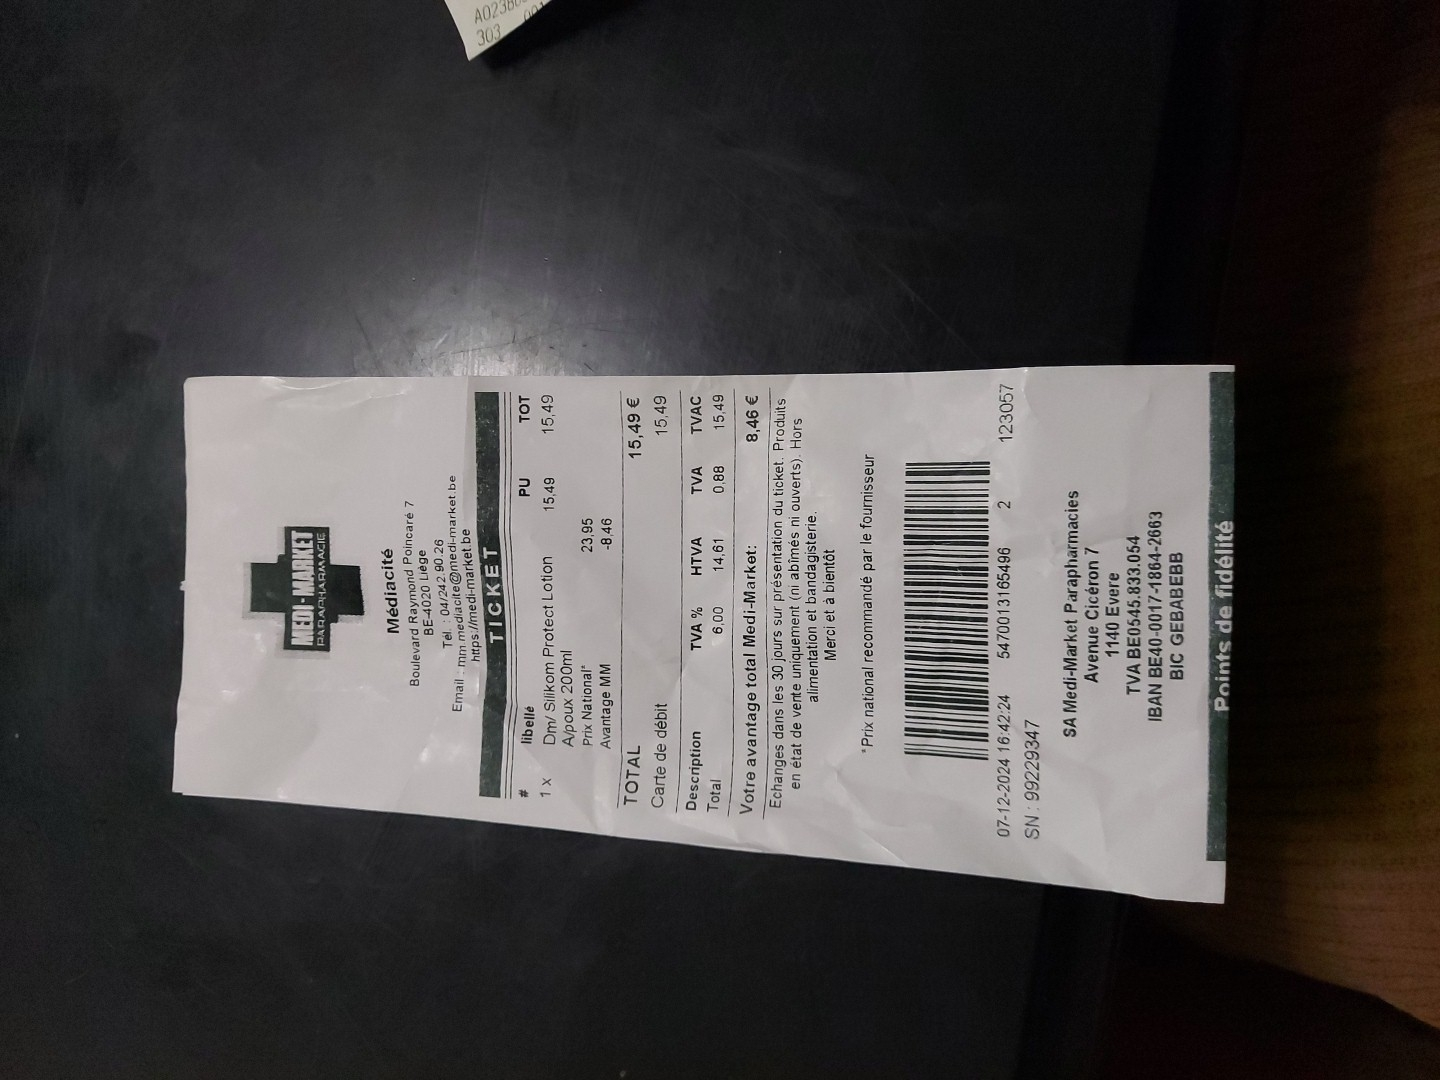 A023B
303 001
MEDI-MARKET
PARAPHARMACIE
Médiacité
Boulevard Raymond Poincaré 7
BE-4020 Liège
Tél. : 04/242.90.26
Email : mm.mediacite@medi-market.be
https://medi-market.be
TICKET
# libellé PU TOT
1 x Dm/ Silikom Protect Lotion 15,49 15,49
A/poux 200ml
Prix National* 23,95
Avantage MM -8,46
TOTAL 15,49 €
Carte de débit 15,49
Description TVA % HTVA TVA TVAC
Total 6,00 14,61 0,88 15,49
Votre avantage total Medi-Market: 8,46 €
Echanges dans les 30 jours sur présentation du ticket. Produits
en état de vente uniquement (ni abîmés ni ouverts). Hors
alimentation et bandagisterie.
Merci et à bientôt
*Prix national recommandé par le fournisseur
07-12-2024 16:42:24 5470013165496 2 123057
SN : 99229347
SA Medi-Market Parapharmacies
Avenue Cicéron 7
1140 Evere
TVA BE0545.833.054
IBAN BE40-0017-1864-2663
BIC GEBABEBB
Points de fidélité